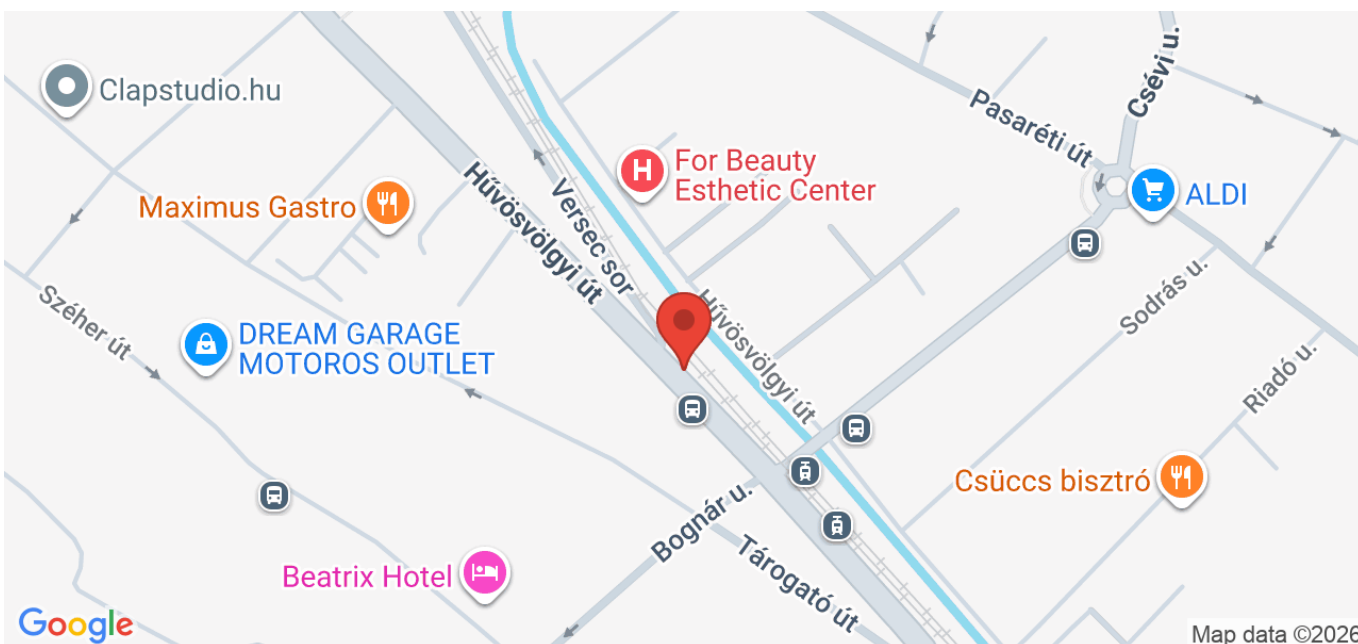 Clapstudio.hu
Pasaréti út
Csévi u.
For Beauty
Esthetic Center
ALDI
Maximus Gastro
Hűvösvölgyi út
Versec sor
Széher út
DREAM GARAGE
MOTOROS OUTLET
Hűvösvölgyi út
Sodrás u.
Riadó u.
Csüccs bisztró
Bognár u.
Tárogató út
Beatrix Hotel
Google
Map data ©2026